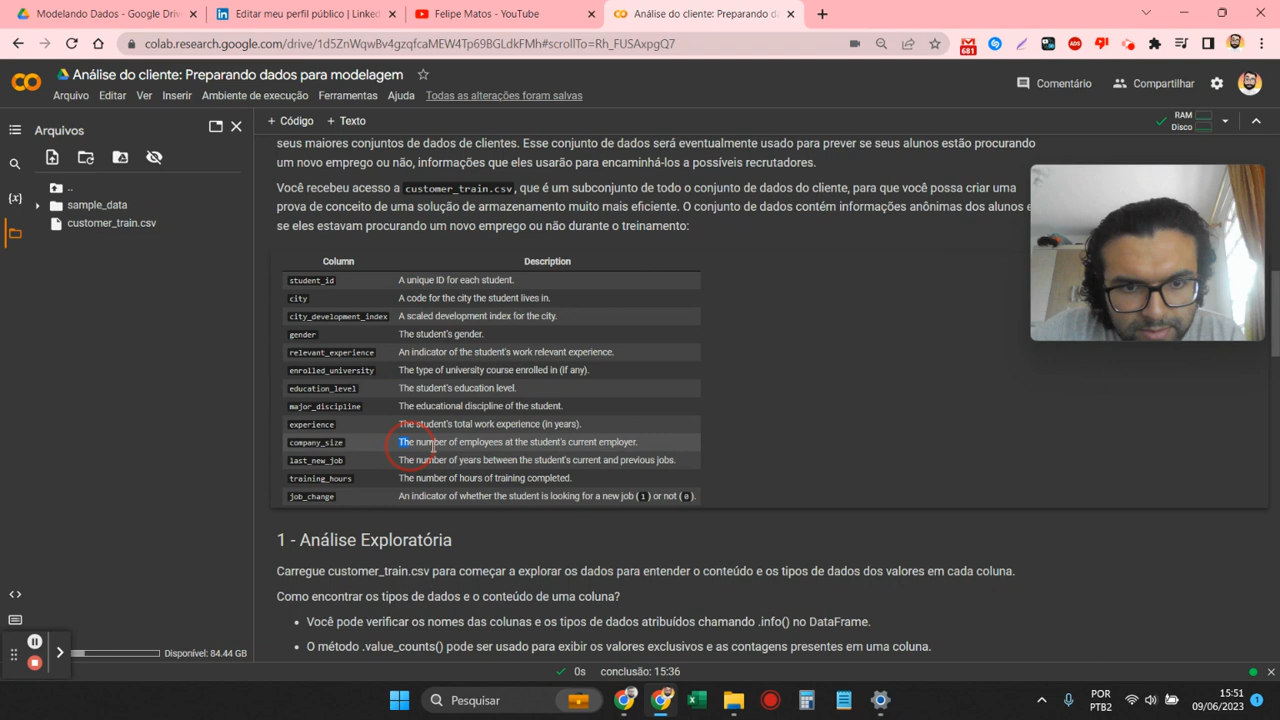 Modelando Dados - Google Driv
Editar meu perfil público | Linked
Felipe Matos - YouTube
Análise do cliente: Preparando da
colab.research.google.com/drive/1d5ZnWqwBv4gzqfcaMEW4Tp6BGLdkFMh#scrollTo=Rh_FUSAxpgQ7
681
ADS
Análise do cliente: Preparando dados para modelagem
Arquivo Editar Ver Inserir Ambiente de execução Ferramentas Ajuda Todas as alterações foram salvas
Comentário
Compartilhar
Arquivos
+ Código + Texto
RAM
Disco
..
sample_data
customer_train.csv
seus maiores conjuntos de dados de clientes. Esse conjunto de dados será eventualmente usado para prever se seus alunos estão procurando
um novo emprego ou não, informações que eles usarão para encaminhá-los a possíveis recrutadores.
Você recebeu acesso a customer_train.csv, que é um subconjunto de todo o conjunto de dados do cliente, para que você possa criar uma
prova de conceito de uma solução de armazenamento muito mais eficiente. O conjunto de dados contém informações anônimas dos alunos e
se eles estavam procurando um novo emprego ou não durante o treinamento:
Column Description
student_id A unique ID for each student.
city A code for the city the student lives in.
city_development_index A scaled development index for the city.
gender The student's gender.
relevant_experience An indicator of the student's work relevant experience.
enrolled_university The type of university course enrolled in (if any).
education_level The student's education level.
major_discipline The educational discipline of the student.
experience The student's total work experience (in years).
company_size The number of employees at the student's current employer.
last_new_job The number of years between the student's current and previous jobs.
training_hours The number of hours of training completed.
job_change An indicator of whether the student is looking for a new job (1) or not (0).
1 - Análise Exploratória
Carregue customer_train.csv para começar a explorar os dados para entender o conteúdo e os tipos de dados dos valores em cada coluna.
Como encontrar os tipos de dados e o conteúdo de uma coluna?
• Você pode verificar os nomes das colunas e os tipos de dados atribuídos chamando .info() no DataFrame.
• O método .value_counts() pode ser usado para exibir os valores exclusivos e as contagens presentes em uma coluna.
Disponível: 84.44 GB
0s conclusão: 15:36
Pesquisar
POR
PTB2
15:51
09/06/2023
1